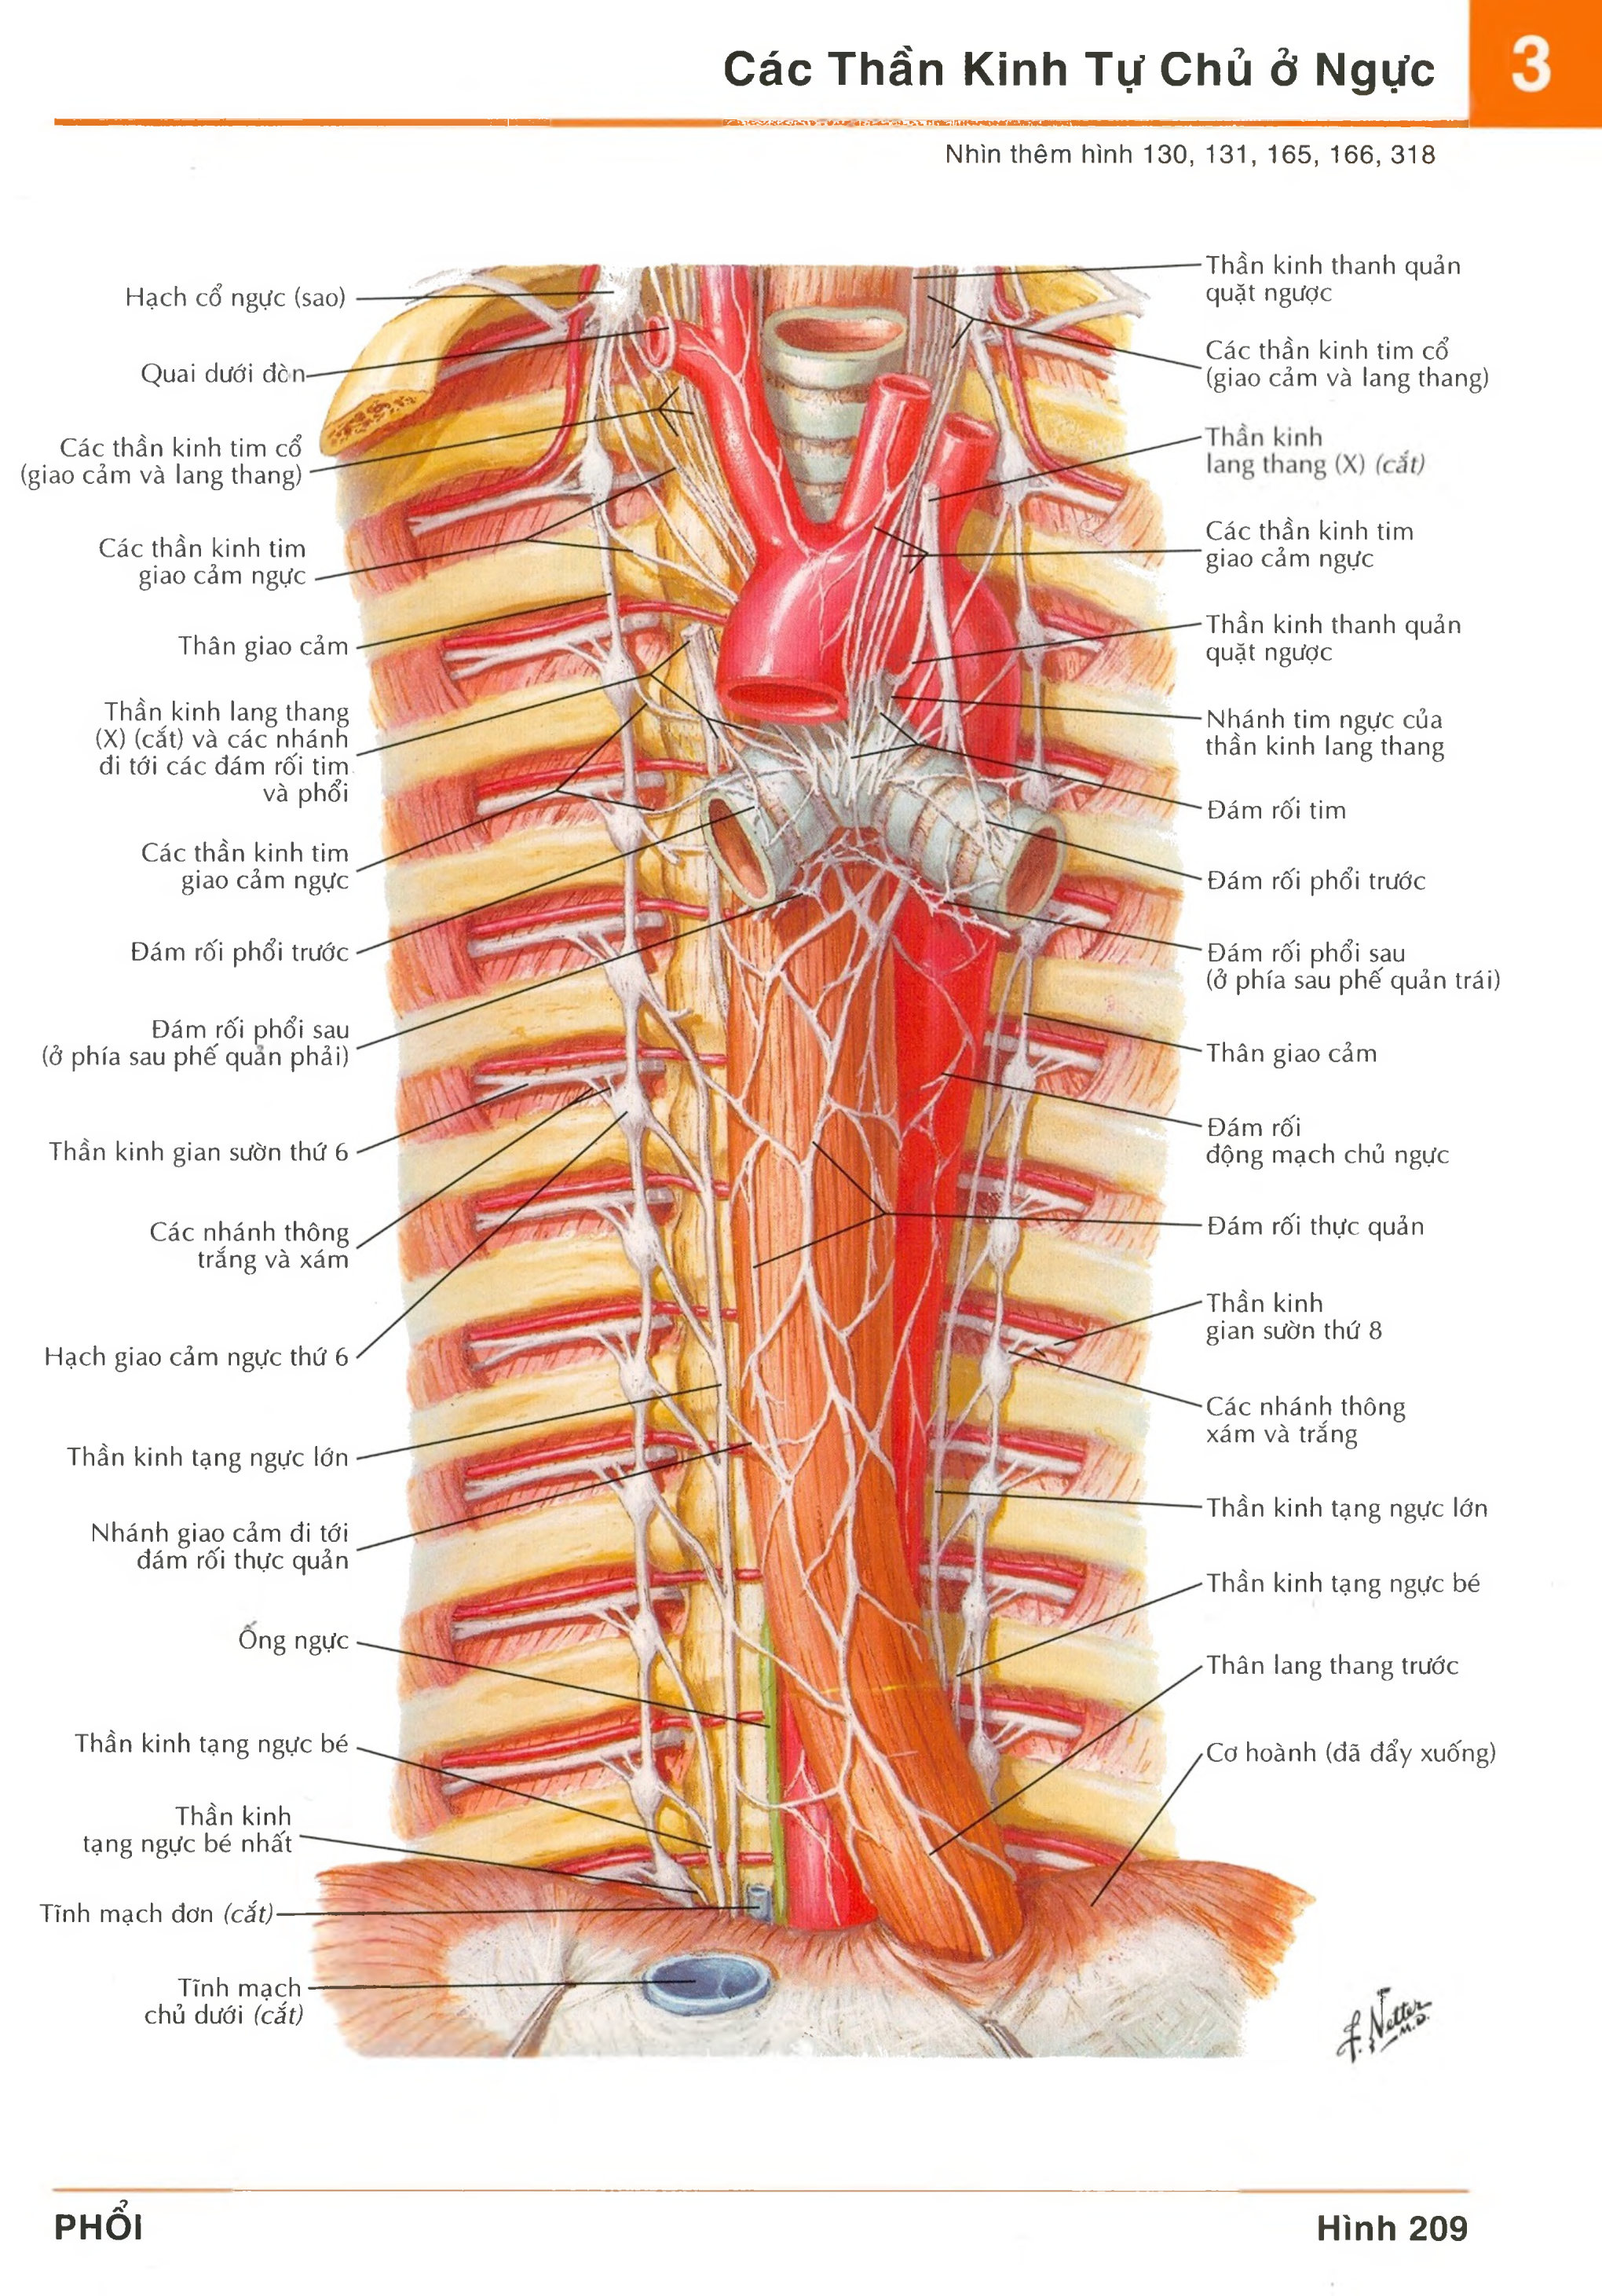 Các Thần Kinh Tự Chủ ở Ngực
3
Nhìn thêm hình 130, 131, 165, 166, 318
Hạch cổ ngực (sao)
Quai dưới đòn
Các thần kinh tim cổ
(giao cảm và lang thang)
Các thần kinh tim
giao cảm ngực
Thân giao cảm
Thần kinh lang thang
(X) (cắt) và các nhánh
đi tới các đám rối tim
và phổi
Các thần kinh tim
giao cảm ngực
Đám rối phổi trước
Đám rối phổi sau
(ở phía sau phế quản phải)
Thần kinh gian sườn thứ 6
Các nhánh thông
trắng và xám
Hạch giao cảm ngực thứ 6
Thần kinh tạng ngực lớn
Nhánh giao cảm đi tới
đám rối thực quản
Ống ngực
Thần kinh tạng ngực bé
Thần kinh
tạng ngực bé nhất
Tĩnh mạch đơn (cắt)
Tĩnh mạch
chủ dưới (cắt)
Thần kinh thanh quản
quặt ngược
Các thần kinh tim cổ
(giao cảm và lang thang)
Thần kinh
lang thang (X) (cắt)
Các thần kinh tim
giao cảm ngực
Thần kinh thanh quản
quặt ngược
Nhánh tim ngực của
thần kinh lang thang
Đám rối tim
Đám rối phổi trước
Đám rối phổi sau
(ở phía sau phế quản trái)
Thân giao cảm
Đám rối
động mạch chủ ngực
Đám rối thực quản
Thần kinh
gian sườn thứ 8
Các nhánh thông
xám và trắng
Thần kinh tạng ngực lớn
Thần kinh tạng ngực bé
Thân lang thang trước
Cơ hoành (đã đẩy xuống)
F. Netter
M.D.
PHỔI
Hình 209